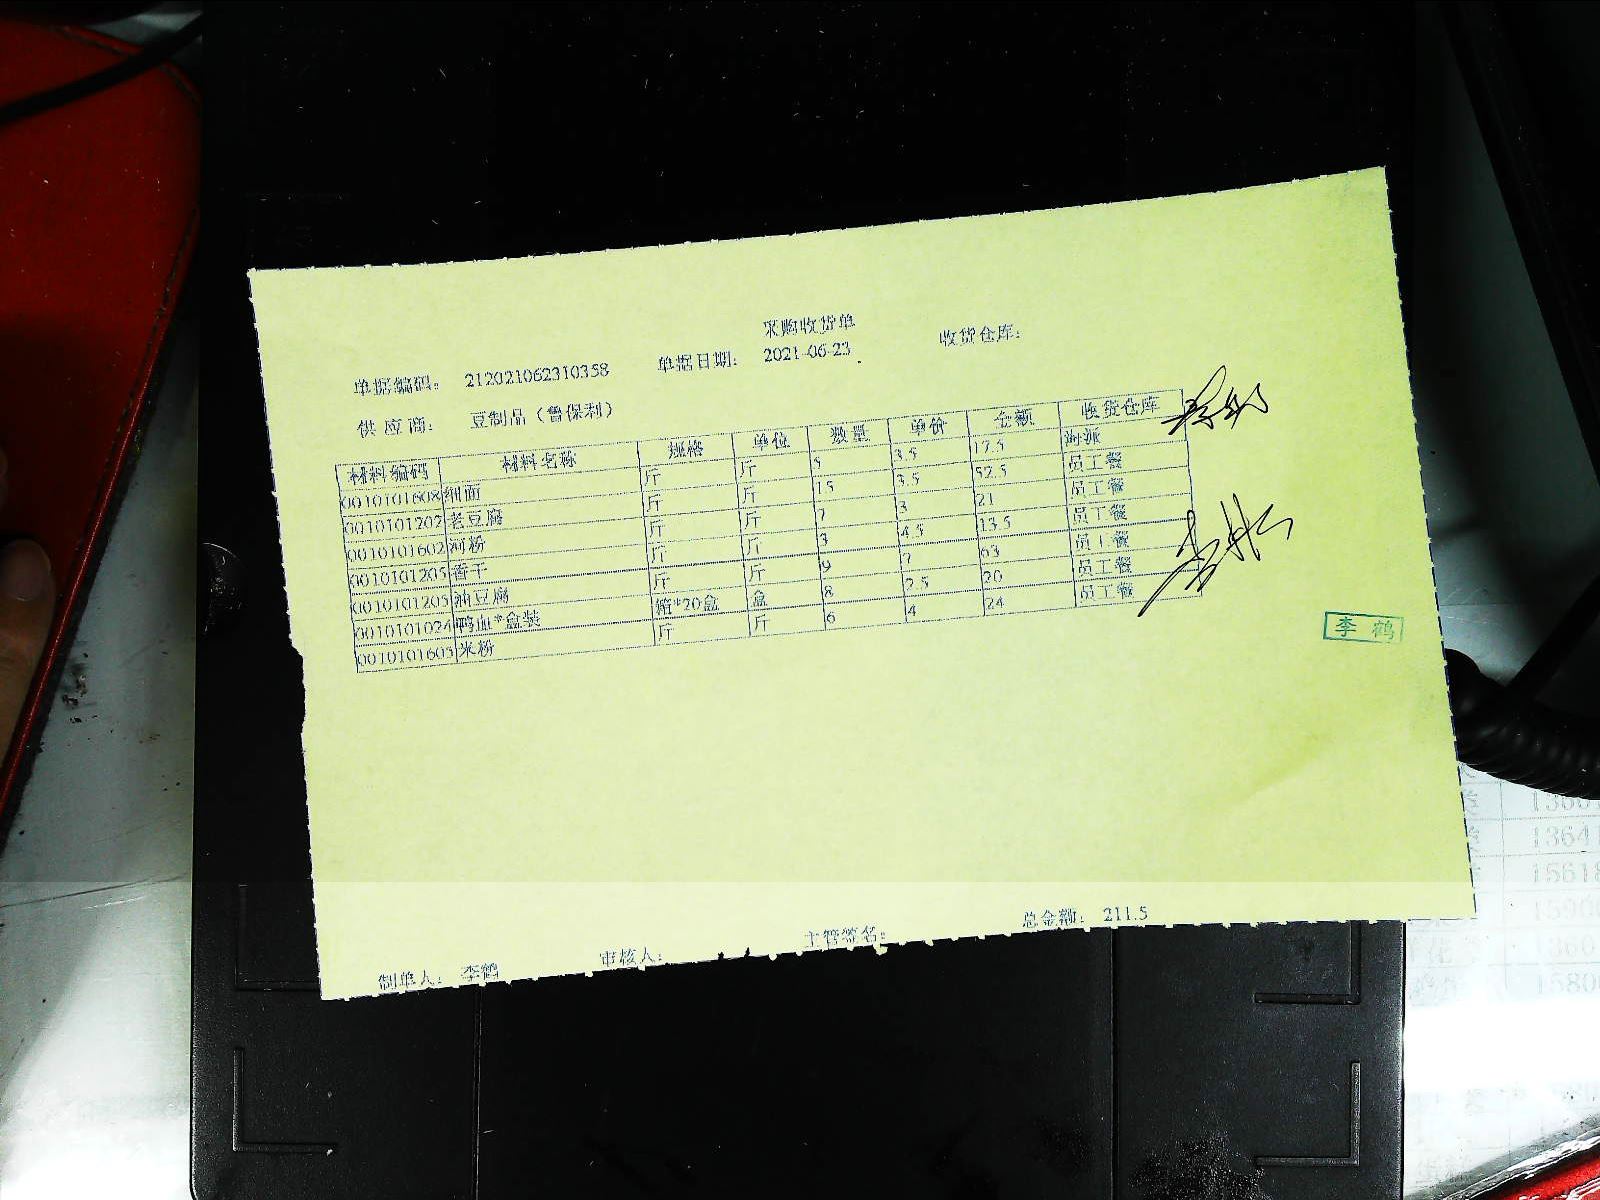 采购收货单
单据编码: 212021062310358 单据日期: 2021-06-23 收货仓库:
供应商: 豆制品(鲁保利)
材料编码 材料名称 规格 单位 数量 单价 金额 收货仓库
0010101608 细面 斤 斤 5 3.5 17.5 海派
0010101202 老豆腐 斤 斤 15 3.5 52.5 员工餐
0010101602 河粉 斤 斤 7 3 21 员工餐
0010101205 香干 斤 斤 3 4.5 13.5 员工餐
0010101205 油豆腐 斤 斤 9 7 63 员工餐
0010101024 鸭血*盒装 箱*20盒 盒 8 2.5 20 员工餐
0010101603 米粉 斤 斤 6 4 24 员工餐
李鹤
制单人: 李鹤 审核人: 主管签名: 总金额: 211.5
13641
15618